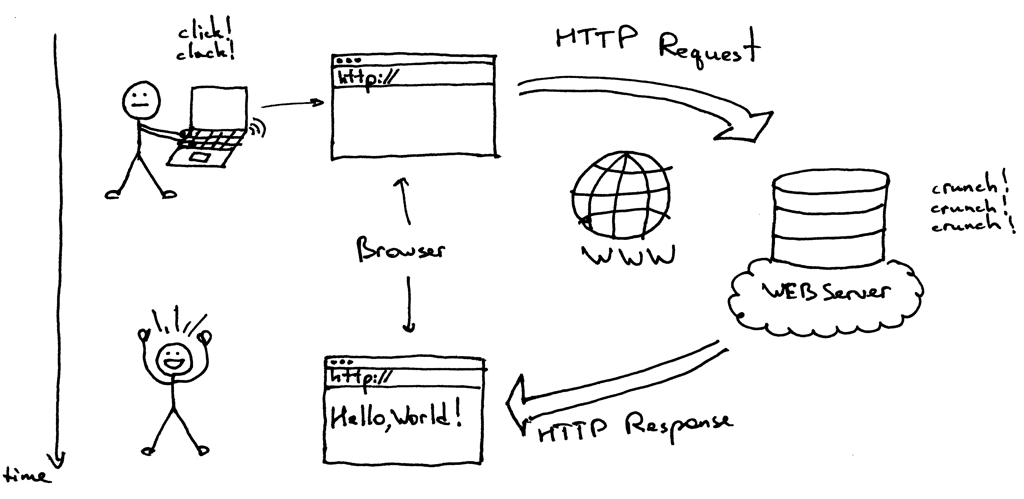 click!
clack!
HTTP Request
http://
crunch!
crunch!
crunch!
WWW
Browser
WEB Server
http://
Hello, World!
HTTP Response
time